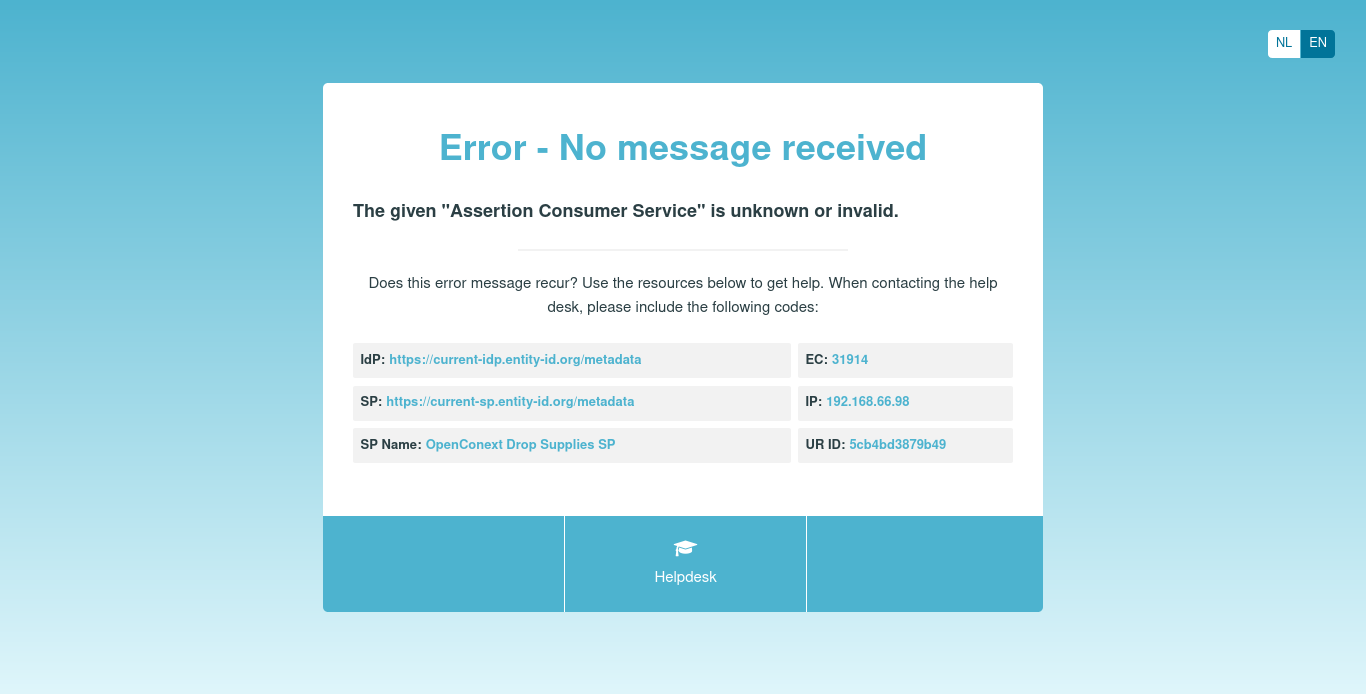 NL EN
Error - No message received
The given "Assertion Consumer Service" is unknown or invalid.
Does this error message recur? Use the resources below to get help. When contacting the help
desk, please include the following codes:
IdP: https://current-idp.entity-id.org/metadata
EC: 31914
SP: https://current-sp.entity-id.org/metadata
IP: 192.168.66.98
SP Name: OpenConext Drop Supplies SP
UR ID: 5cb4bd3879b49
Helpdesk